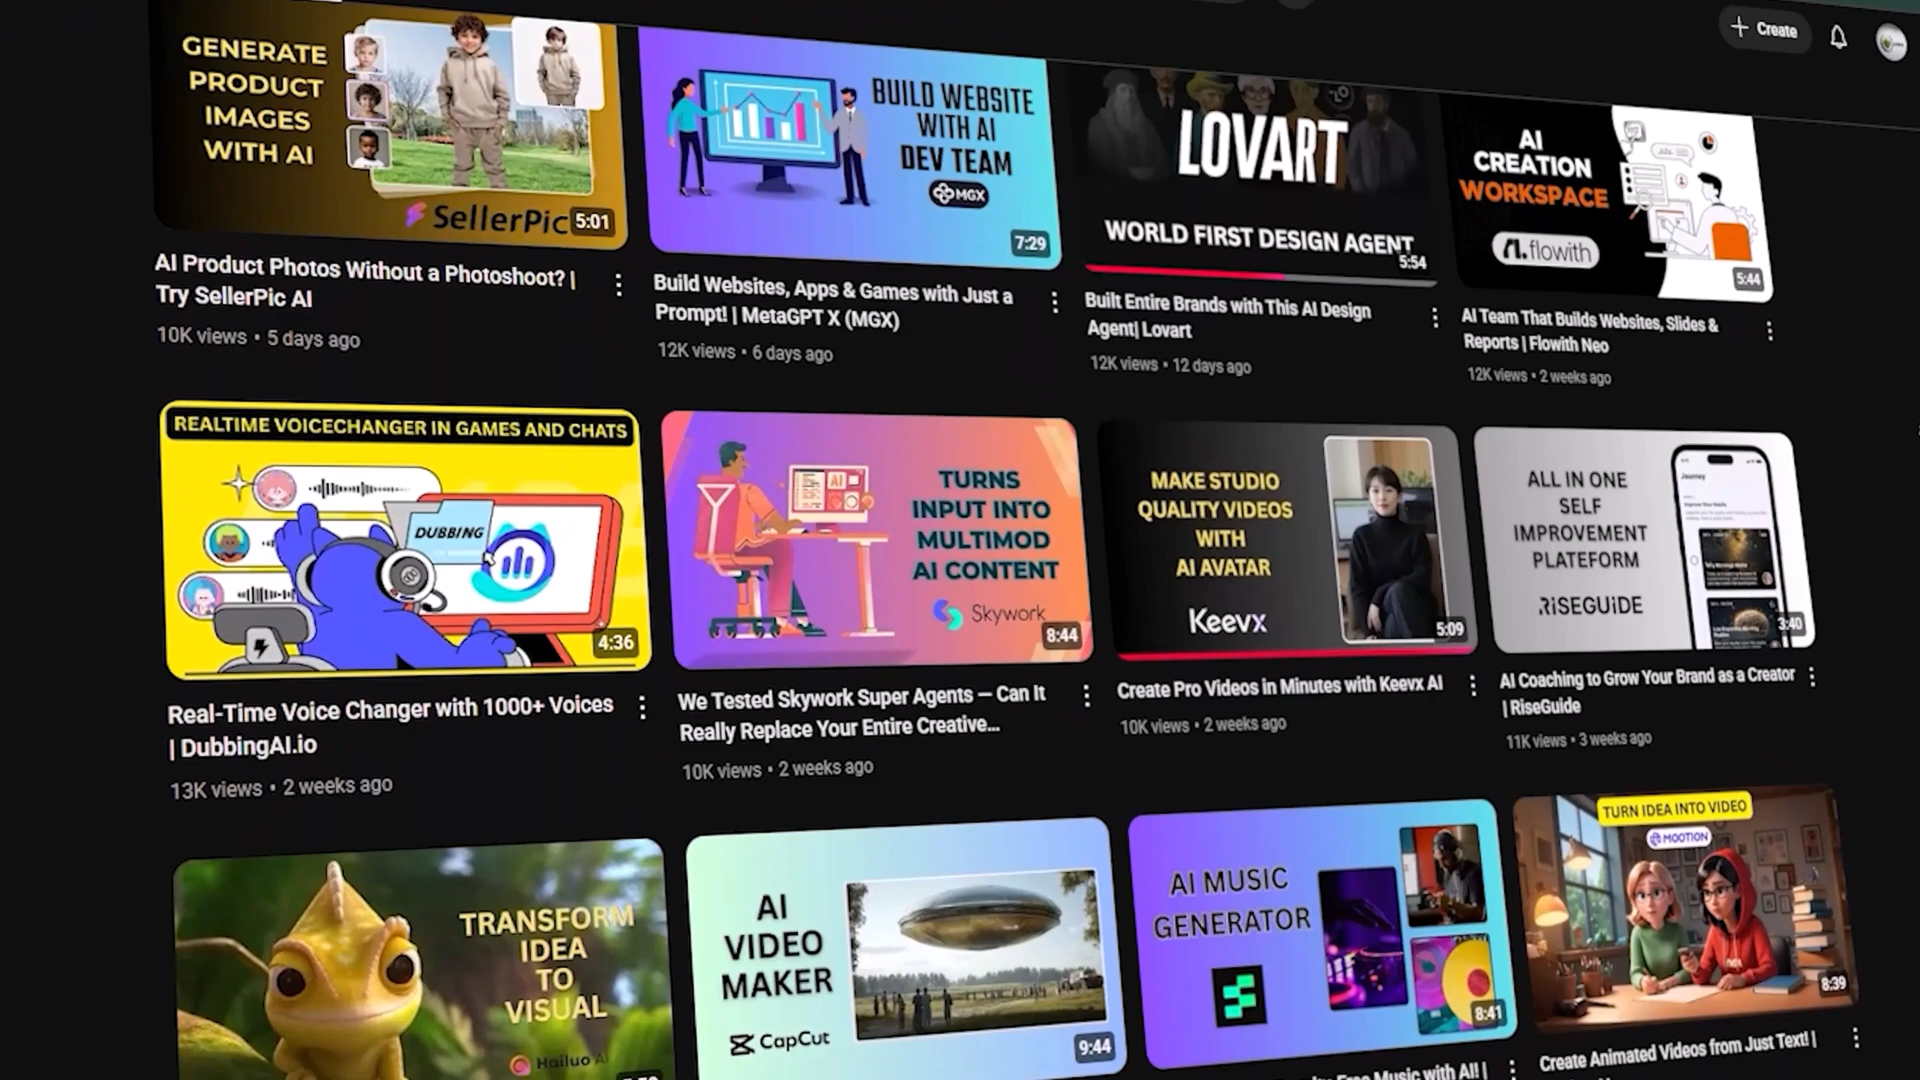 Create
GENERATE
PRODUCT
IMAGES
WITH AI
SellerPic
5:01
AI Product Photos Without a Photoshoot? |
Try SellerPic AI
10K views • 5 days ago
BUILD WEBSITE
WITH AI
DEV TEAM
MGX
7:29
Build Websites, Apps & Games with Just a
Prompt! | MetaGPT X (MGX)
12K views • 6 days ago
LOVART
WORLD FIRST DESIGN AGENT
5:54
Built Entire Brands with This AI Design
Agent| Lovart
12K views • 12 days ago
AI
CREATION
WORKSPACE
flowith
5:44
AI Team That Builds Websites, Slides &
Reports | Flowith Neo
12K views • 2 weeks ago
REALTIME VOICECHANGER IN GAMES AND CHATS
DUBBING
4:36
Real-Time Voice Changer with 1000+ Voices
| DubbingAI.io
13K views • 2 weeks ago
AI
TURNS
INPUT INTO
MULTIMOD
AI CONTENT
Skywork
8:44
We Tested Skywork Super Agents — Can It
Really Replace Your Entire Creative...
10K views • 2 weeks ago
MAKE STUDIO
QUALITY VIDEOS
WITH
AI AVATAR
Keevx
5:09
Create Pro Videos in Minutes with Keevx AI
10K views • 2 weeks ago
ALL IN ONE
SELF
IMPROVEMENT
PLATEFORM
RiSEGUiDE
Journey
3:40
AI Coaching to Grow Your Brand as a Creator
| RiseGuide
11K views • 3 weeks ago
TRANSFORM
IDEA
TO
VISUAL
Hailuo AI
AI
VIDEO
MAKER
CapCut
9:44
AI MUSIC
GENERATOR
8:41
Free Music with AI! |
TURN IDEA INTO VIDEO
MOOTION
8:39
Create Animated Videos from Just Text! |